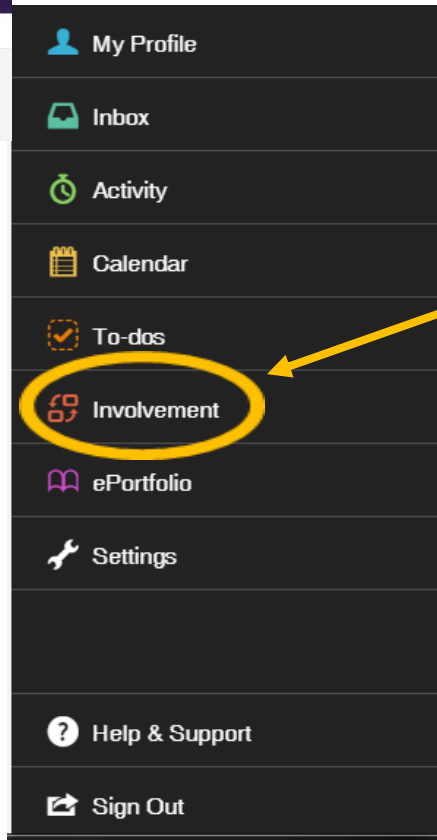 My Profile
Inbox
Activity
Calendar
To-dos
Involvement
ePortfolio
Settings
? Help & Support
Sign Out